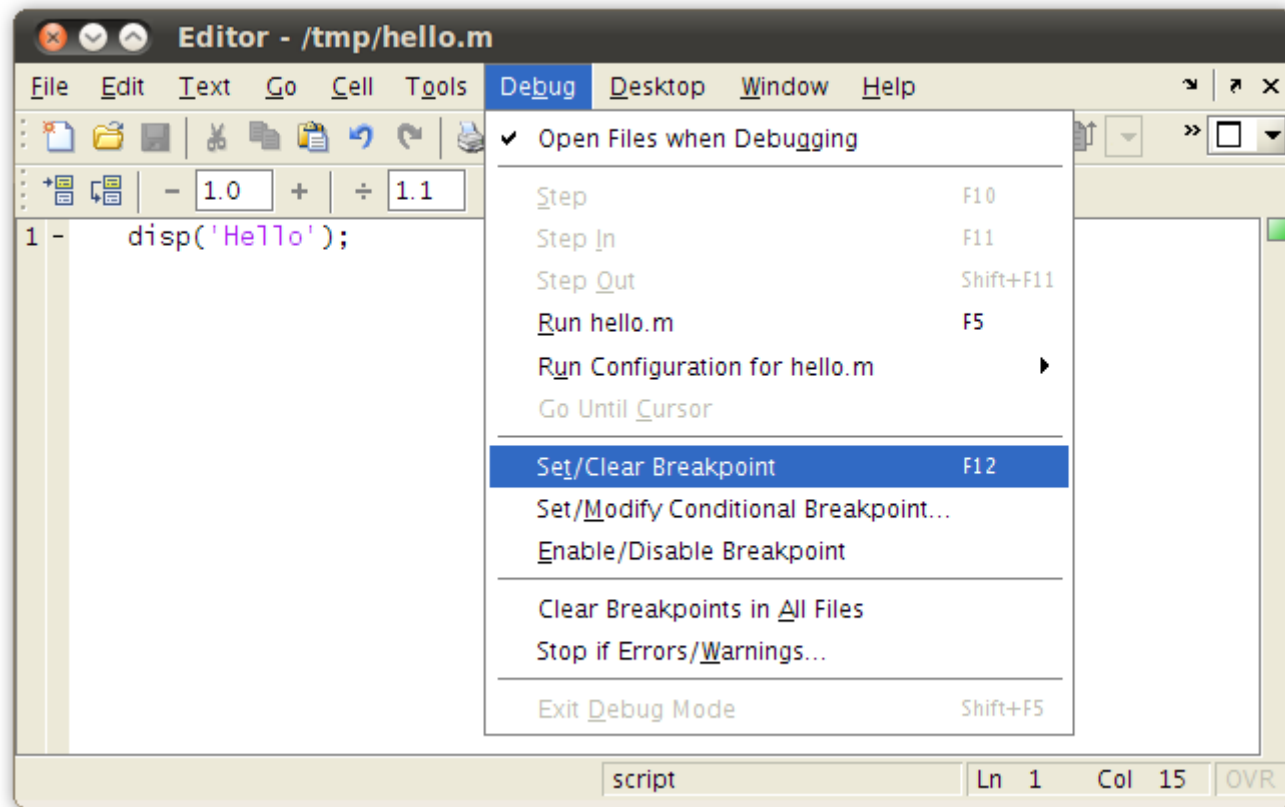 Editor - /tmp/hello.m
File Edit Text Go Cell Tools Debug Desktop Window Help
Open Files when Debugging
1.0 + ÷ 1.1
Step F10
1 - disp('Hello');
Step In F11
Step Out Shift+F11
Run hello.m F5
Run Configuration for hello.m
Go Until Cursor
Set/Clear Breakpoint F12
Set/Modify Conditional Breakpoint...
Enable/Disable Breakpoint
Clear Breakpoints in All Files
Stop if Errors/Warnings...
Exit Debug Mode Shift+F5
script Ln 1 Col 15 OVR